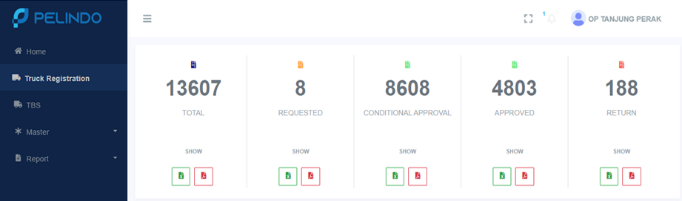 PELINDO
1
OP TANJUNG PERAK
Home
Truck Registration
TBS
Master
Report
13607
8
8608
4803
188
TOTAL
REQUESTED
CONDITIONAL APPROVAL
APPROVED
RETURN
SHOW
SHOW
SHOW
SHOW
SHOW